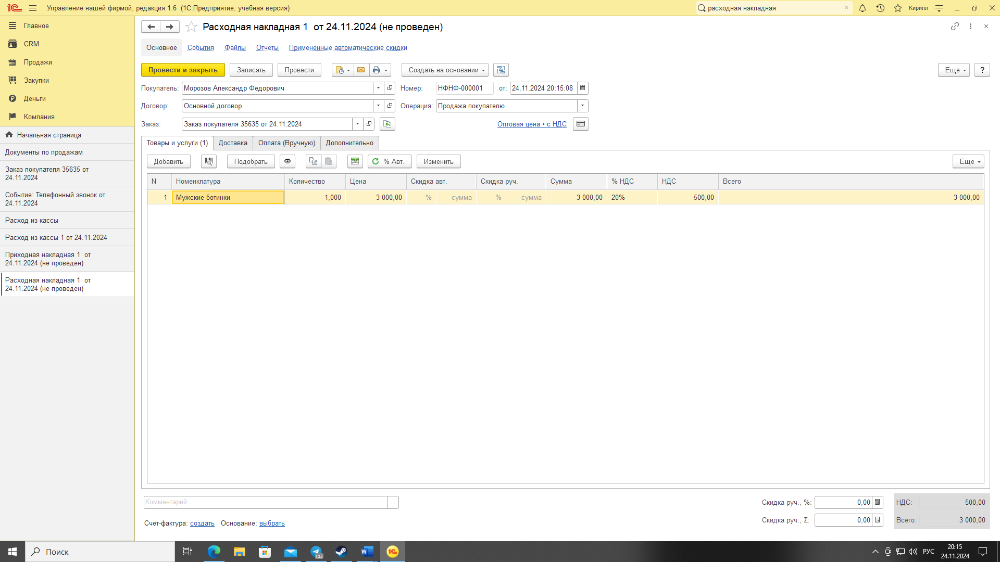 Управление нашей фирмой, редакция 1.6 (1С:Предприятие, учебная версия)
расходная накладная
Кирилл
Главное
CRM
Продажи
Закупки
Деньги
Компания
Начальная страница
Документы по продажам
Заказ покупателя 35635 от
24.11.2024
Событие: Телефонный звонок от
24.11.2024
Расход из кассы
Расход из кассы 1 от 24.11.2024
Приходная накладная 1 от
24.11.2024 (не проведен)
Расходная накладная 1 от
24.11.2024 (не проведен)
Расходная накладная 1 от 24.11.2024 (не проведен)
Основное События Файлы Отчеты Примененные автоматические скидки
Провести и закрыть Записать Провести Создать на основании Еще ?
Покупатель: Морозов Александр Федорович Номер: НФНФ-000001 от: 24.11.2024 20:15:08
Договор: Основной договор Операция: Продажа покупателю
Заказ: Заказ покупателя 35635 от 24.11.2024 Оптовая цена • с НДС
Товары и услуги (1) Доставка Оплата (Вручную) Дополнительно
Добавить Подобрать % Авт. Изменить Еще
N Номенклатура Количество Цена Скидка авт. Скидка руч. Сумма % НДС НДС Всего
1 Мужские ботинки 1,000 3 000,00 % сумма % сумма 3 000,00 20% 500,00 3 000,00
Комментарий ... Скидка руч., %: 0,00 НДС: 500,00
Скидка руч., Σ: 0,00 Всего: 3 000,00
Счет-фактура: создать Основание: выбрать
Поиск
102
РУС
20:15
24.11.2024